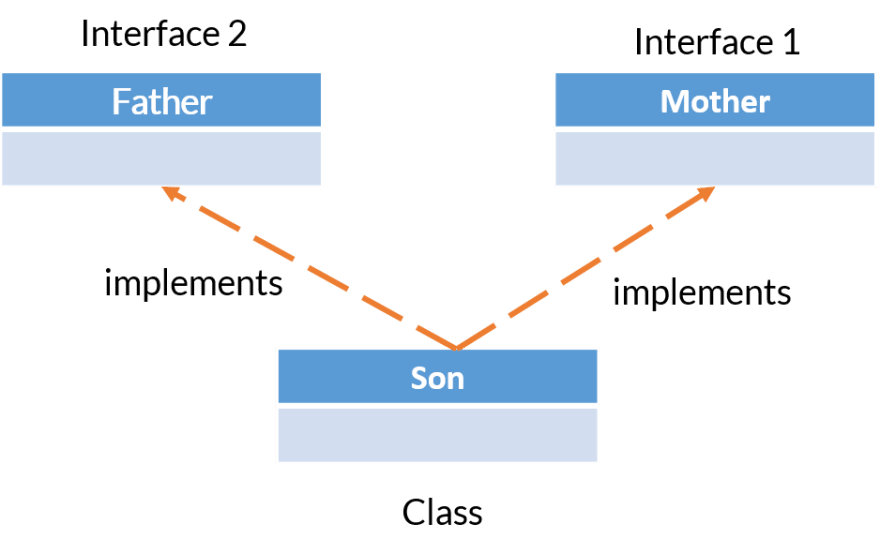 Interface 2
Interface 1
Father
Mother
implements
implements
Son
Class